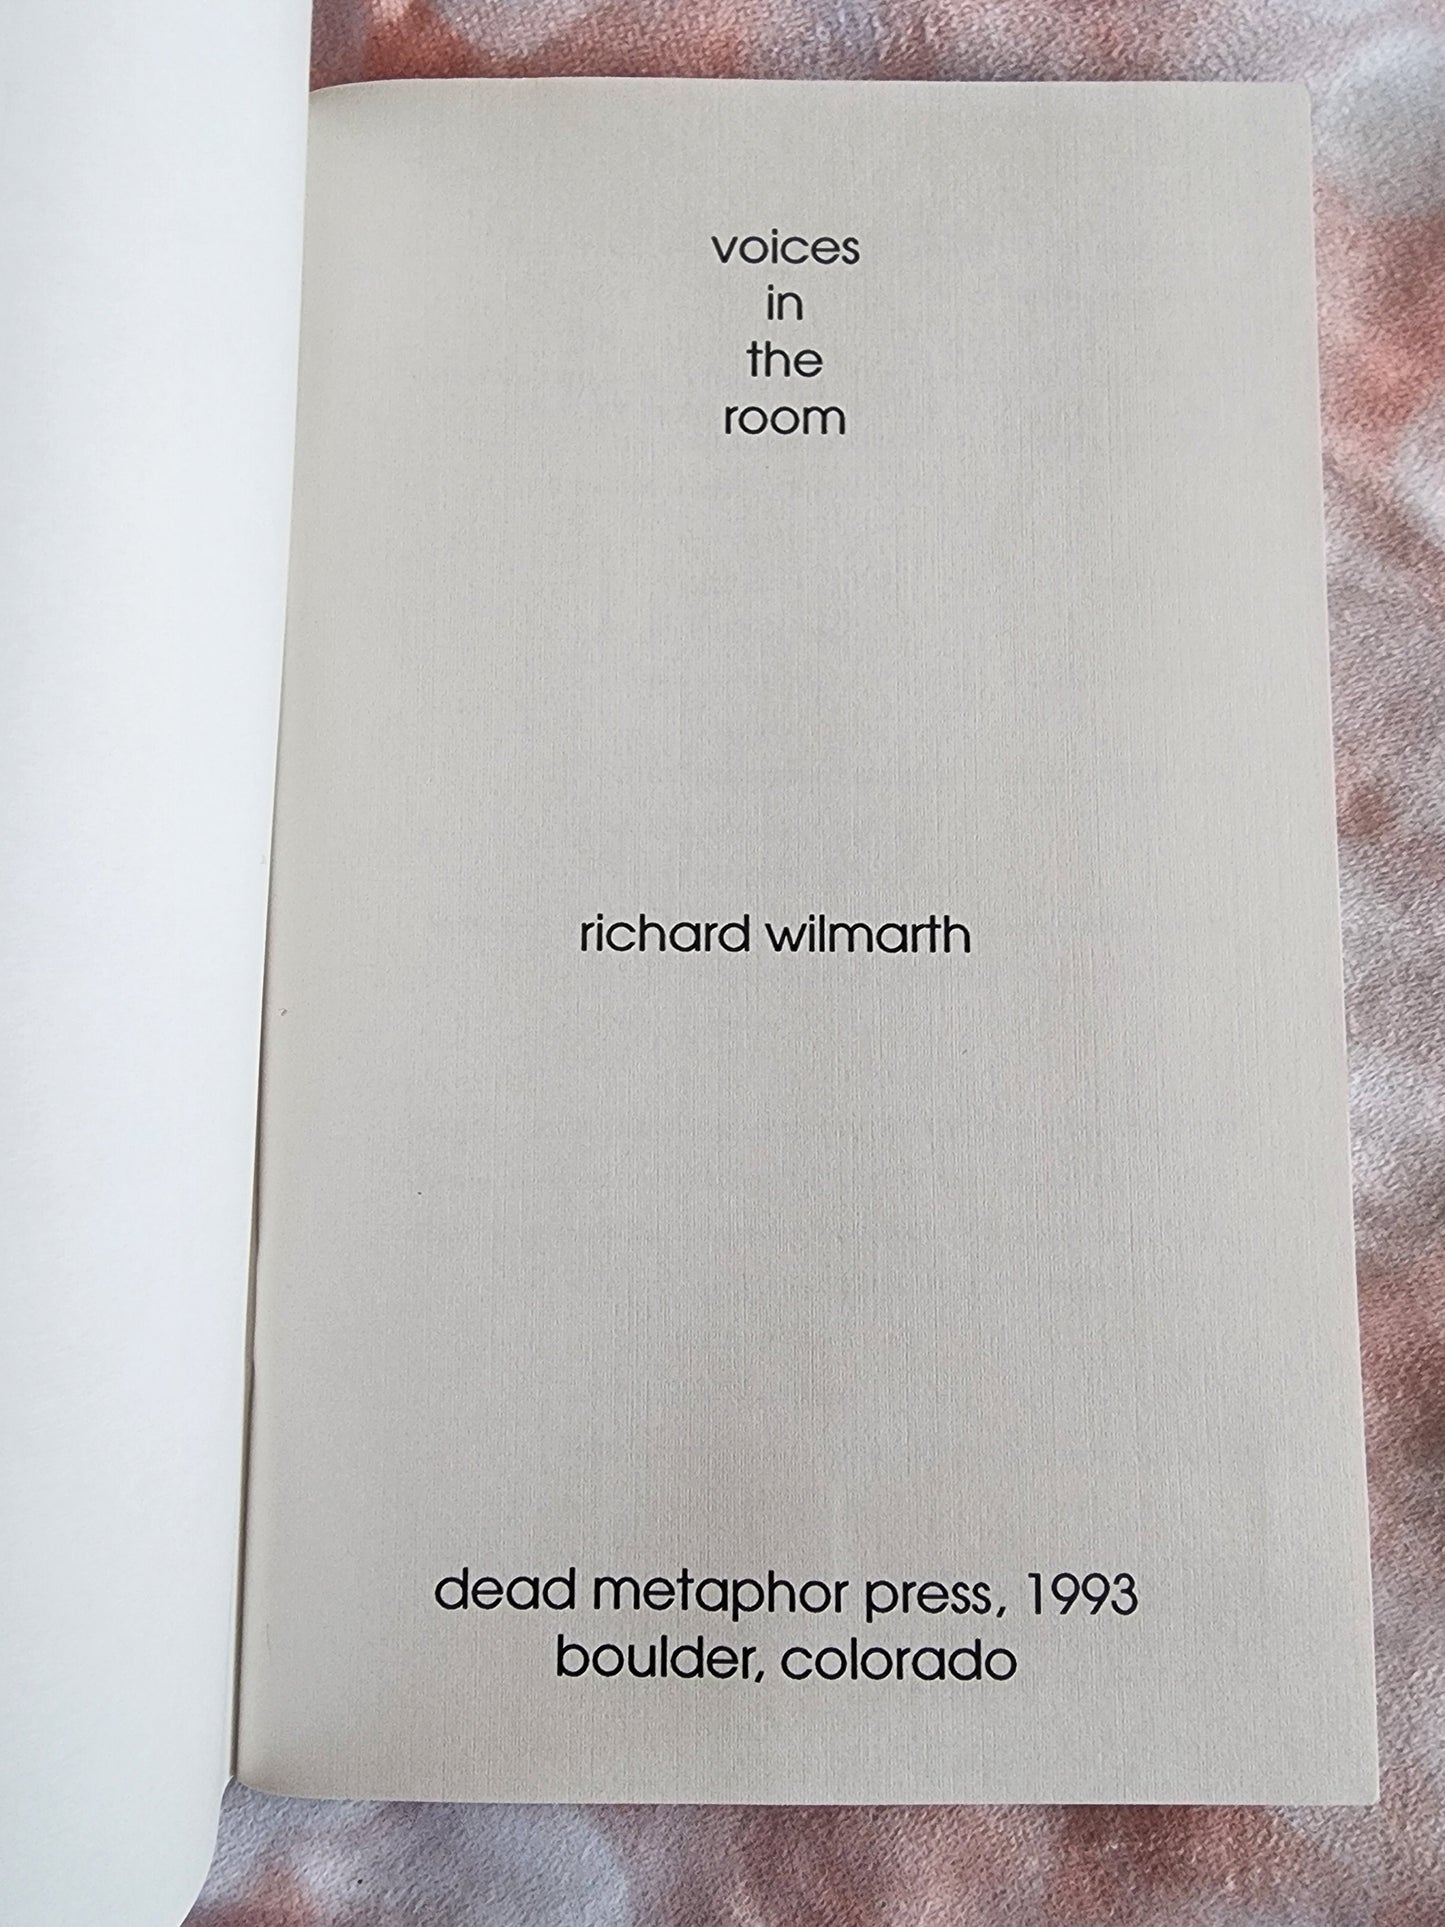 voices
in
the
room
richard wilmarth
dead metaphor press, 1993
boulder, colorado